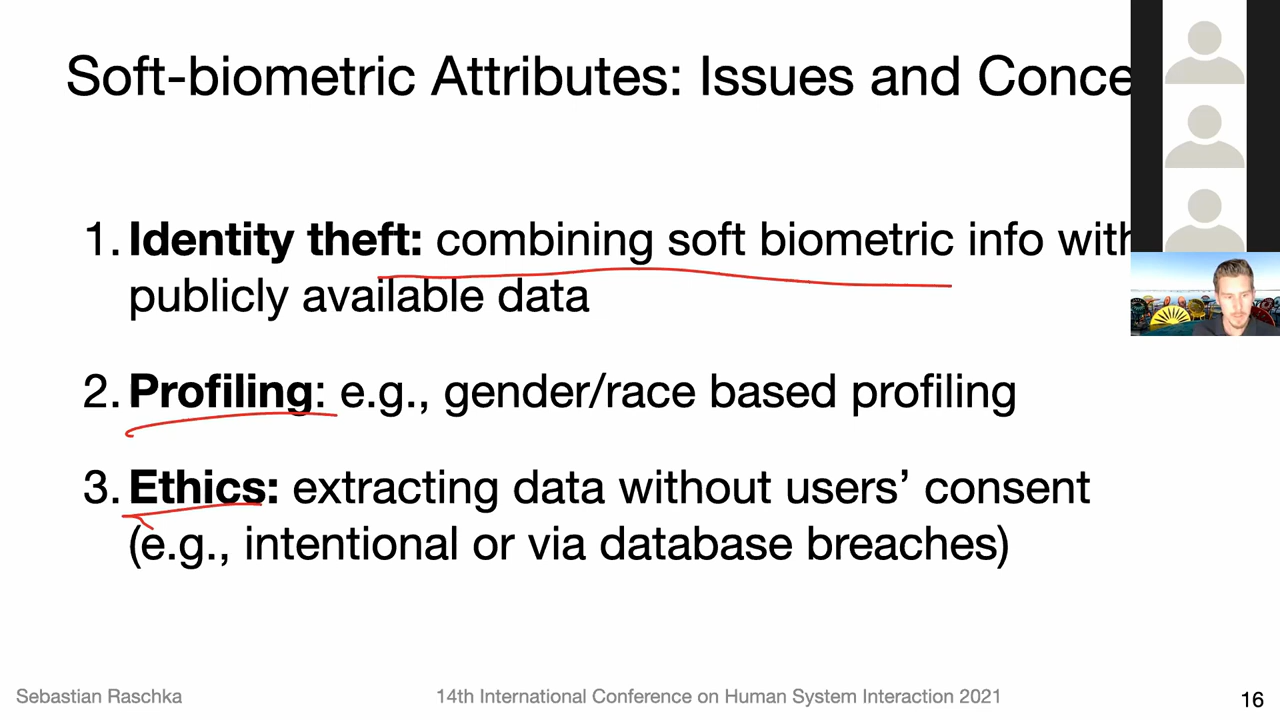 Soft-biometric Attributes: Issues and Conce
1. Identity theft: combining soft biometric info with
publicly available data
2. Profiling: e.g., gender/race based profiling
3. Ethics: extracting data without users’ consent
(e.g., intentional or via database breaches)
Sebastian Raschka
14th International Conference on Human System Interaction 2021
16